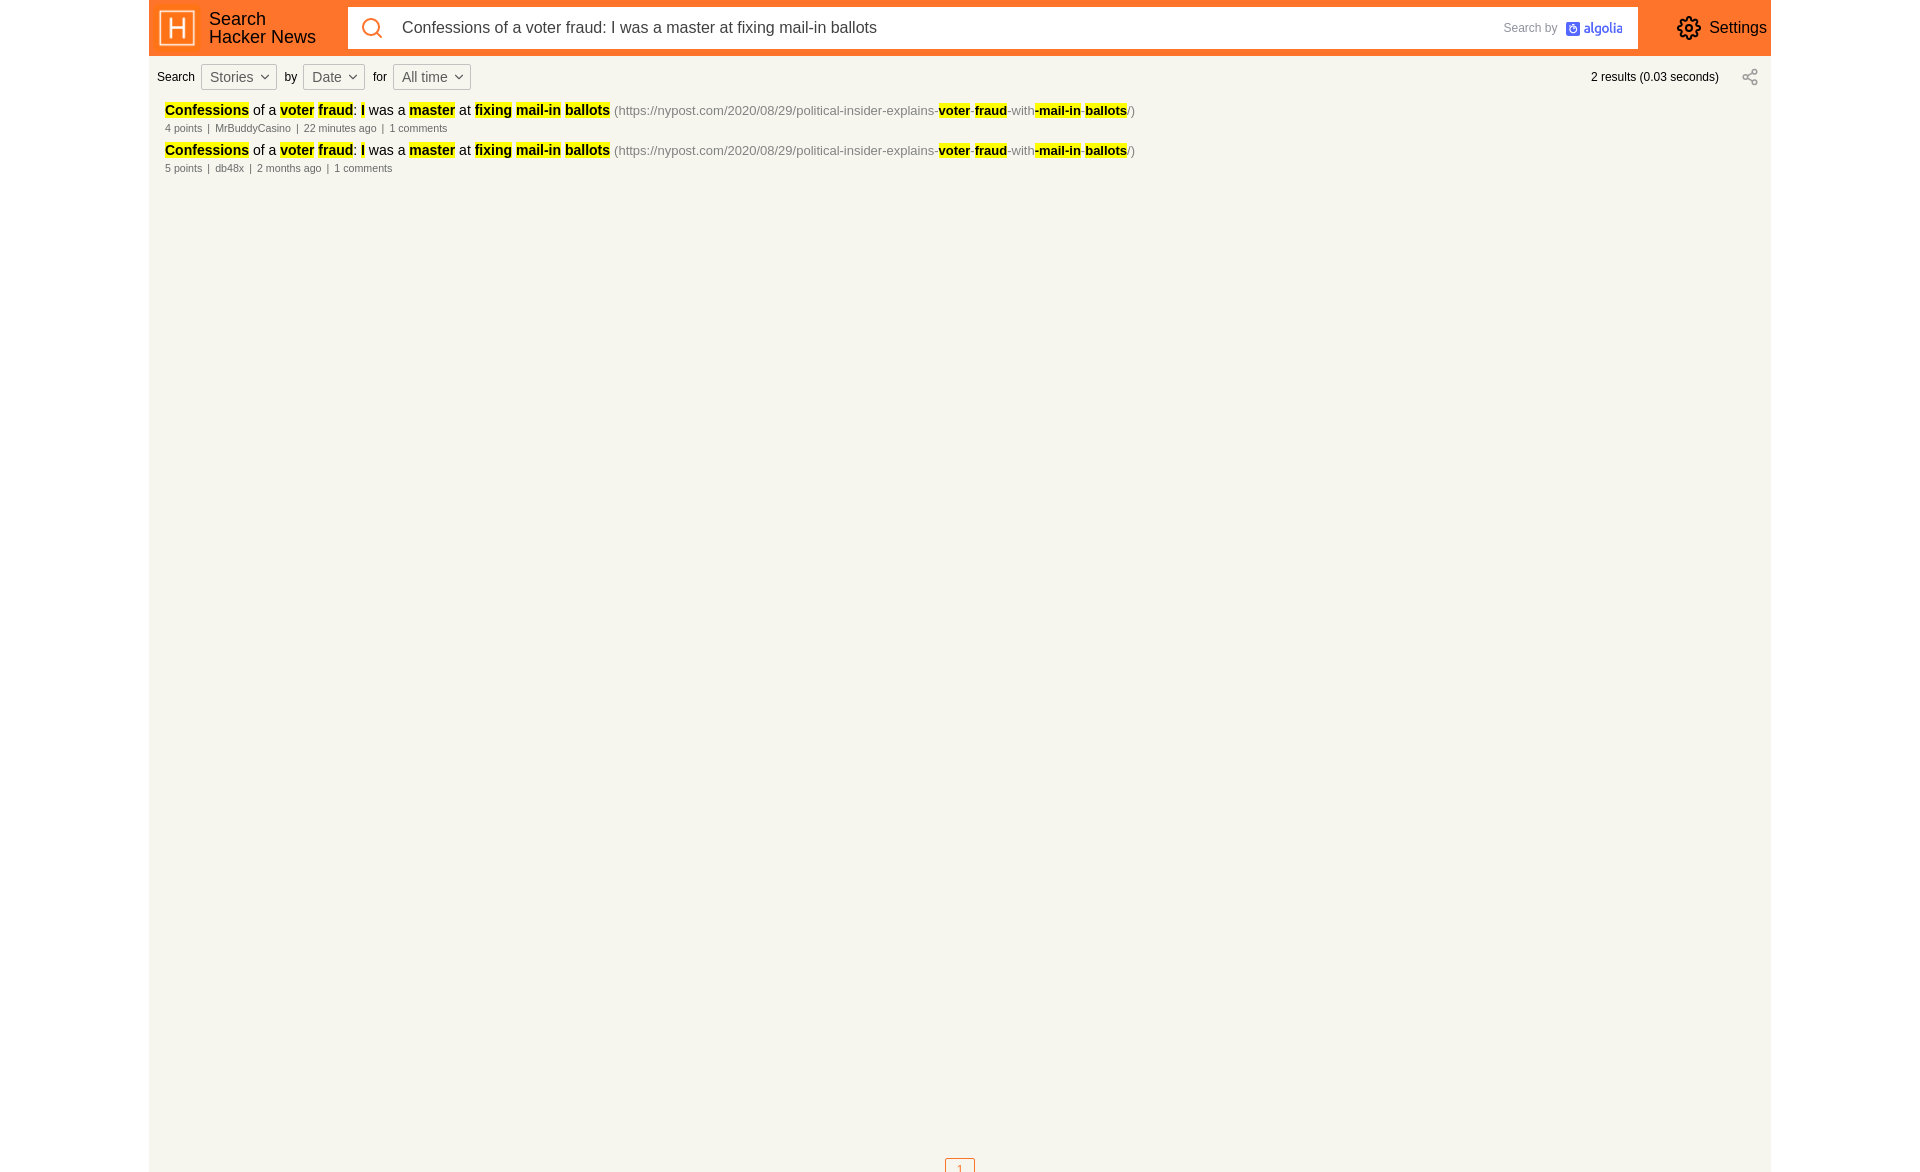 Search
Hacker News
Confessions of a voter fraud: I was a master at fixing mail-in ballots
Search by algolia
Settings
Search Stories by Date for All time
2 results (0.03 seconds)
Confessions of a voter fraud: I was a master at fixing mail-in ballots (https://nypost.com/2020/08/29/political-insider-explains-voter-fraud-with-mail-in-ballots/)
4 points | MrBuddyCasino | 22 minutes ago | 1 comments
Confessions of a voter fraud: I was a master at fixing mail-in ballots (https://nypost.com/2020/08/29/political-insider-explains-voter-fraud-with-mail-in-ballots/)
5 points | db48x | 2 months ago | 1 comments
1